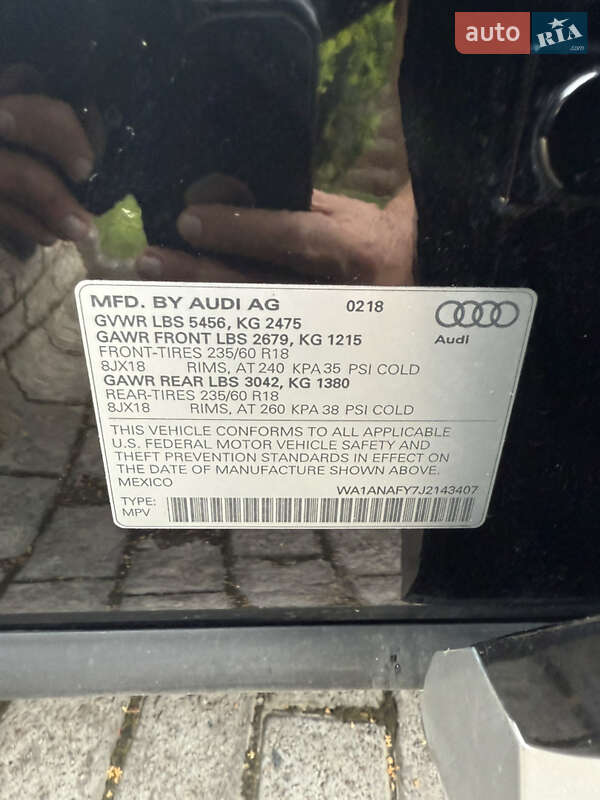 auto RIA.com
MFD. BY AUDI AG 0218
GVWR LBS 5456, KG 2475
GAWR FRONT LBS 2679, KG 1215
FRONT-TIRES 235/60 R18
8JX18 RIMS, AT 240 KPA 35 PSI COLD
GAWR REAR LBS 3042, KG 1380
REAR-TIRES 235/60 R18
8JX18 RIMS, AT 260 KPA 38 PSI COLD
Audi
THIS VEHICLE CONFORMS TO ALL APPLICABLE
U.S. FEDERAL MOTOR VEHICLE SAFETY AND
THEFT PREVENTION STANDARDS IN EFFECT ON
THE DATE OF MANUFACTURE SHOWN ABOVE.
MEXICO WA1ANAFY7J2143407
TYPE:
MPV